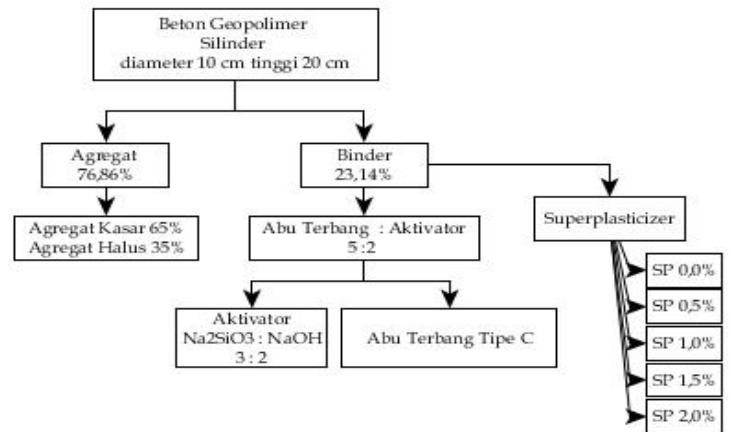 Beton Geopolimer
Silinder
diameter 10 cm tinggi 20 cm
Agregat
76,86%
Binder
23,14%
Agregat Kasar 65%
Agregat Halus 35%
Abu Terbang : Aktivator
5 :2
Superplasticizer
Aktivator
Na2SiO3 : NaOH
3 : 2
Abu Terbang Tipe C
SP 0,0%
SP 0,5%
SP 1,0%
SP 1,5%
SP 2,0%